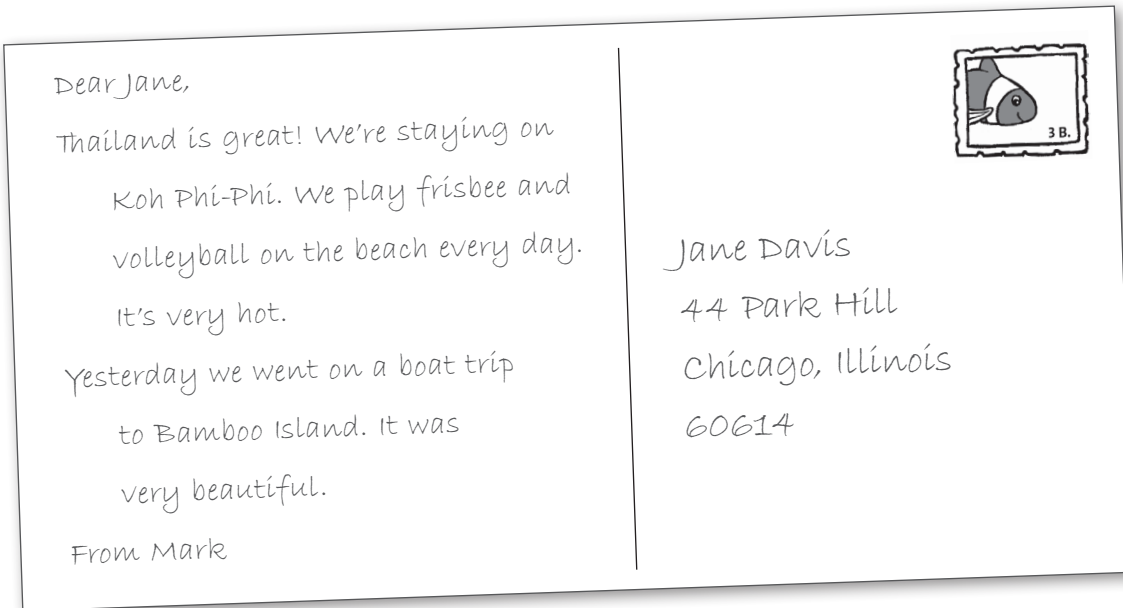 Dear Jane,
Thailand is great! We're staying on
Koh Phi-Phi. We play frisbee and
volleyball on the beach every day.
It's very hot.
Yesterday we went on a boat trip
to Bamboo Island. It was
very beautiful.
From Mark
3 B.
Jane Davis
44 Park Hill
Chicago, Illinois
60614